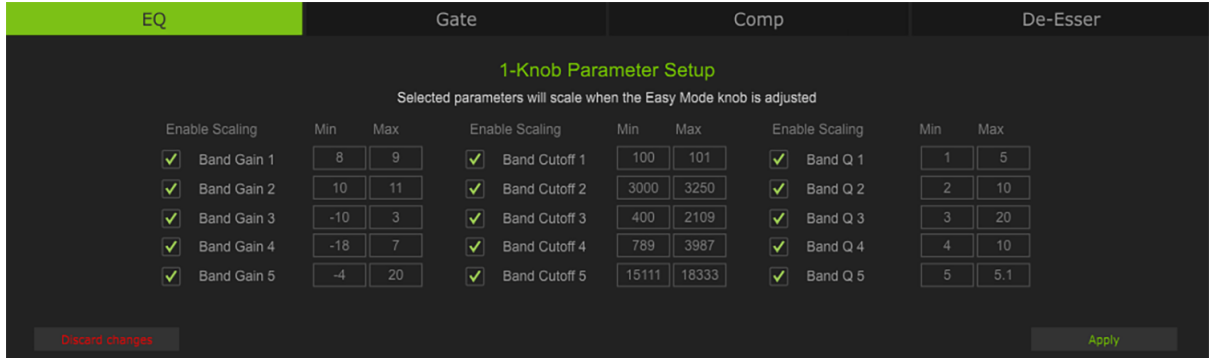 EQ Gate Comp De-Esser
1-Knob Parameter Setup
Selected parameters will scale when the Easy Mode knob is adjusted
Enable Scaling Min Max Enable Scaling Min Max Enable Scaling Min Max
Band Gain 1 8 9 Band Cutoff 1 100 101 Band Q 1 1 5
Band Gain 2 10 11 Band Cutoff 2 3000 3250 Band Q 2 2 10
Band Gain 3 -10 3 Band Cutoff 3 400 2109 Band Q 3 3 20
Band Gain 4 -18 7 Band Cutoff 4 789 3987 Band Q 4 4 10
Band Gain 5 -4 20 Band Cutoff 5 15111 18333 Band Q 5 5 5.1
Discard changes Apply